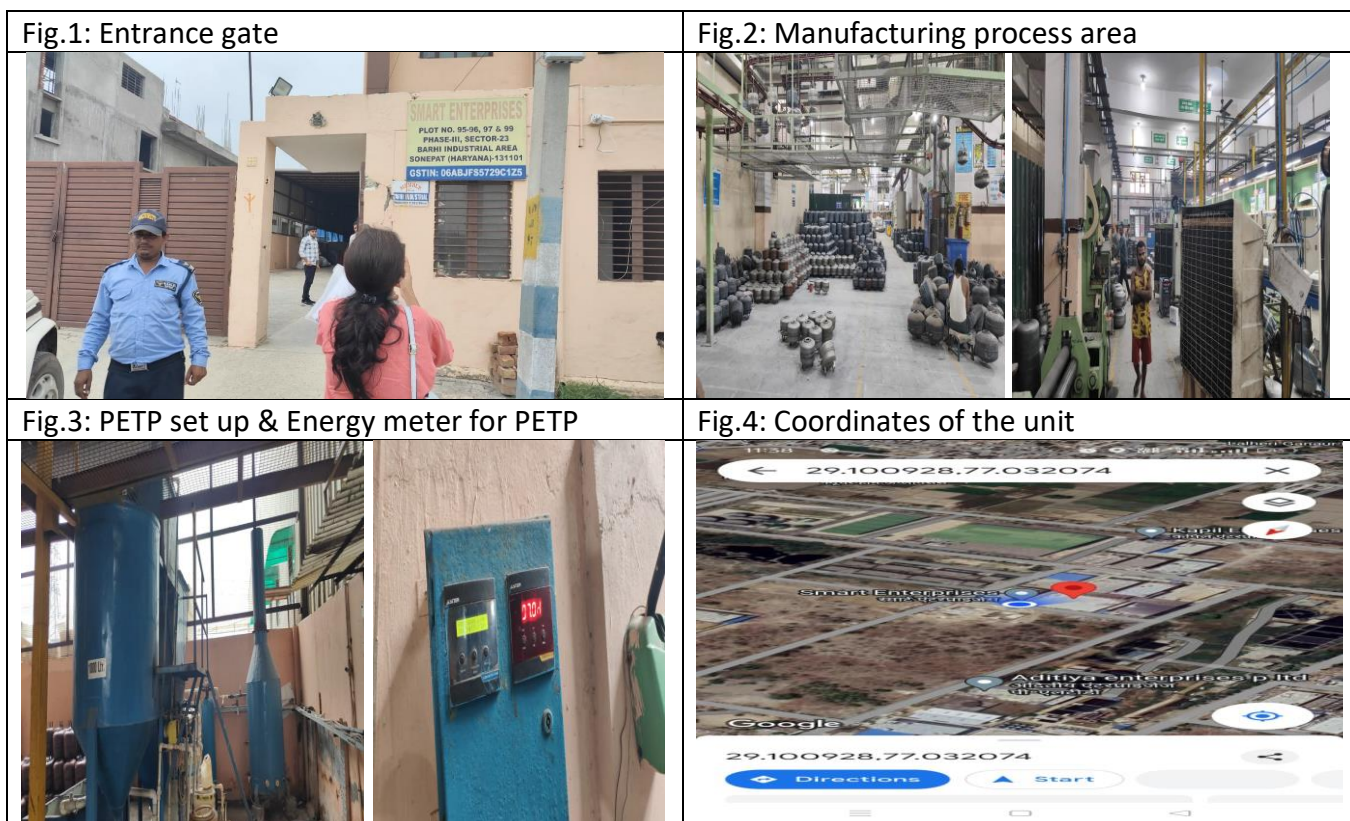 Fig.1: Entrance gate
Fig.2: Manufacturing process area
SMART ENTERPRISES
PLOT NO. 95-96, 97 & 99
PHASE-III, SECTOR-23
BARHI INDUSTRIAL AREA
SONEPAT (HARYANA)-131101
GSTIN: 06ABJFS5729C1Z5
Fig.3: PETP set up & Energy meter for PETP
Fig.4: Coordinates of the unit
11:38
29.100928,77.032074
Smart Enterprises
Aditiya enterprises p ltd
Google
29.100928,77.032074
Directions
Start